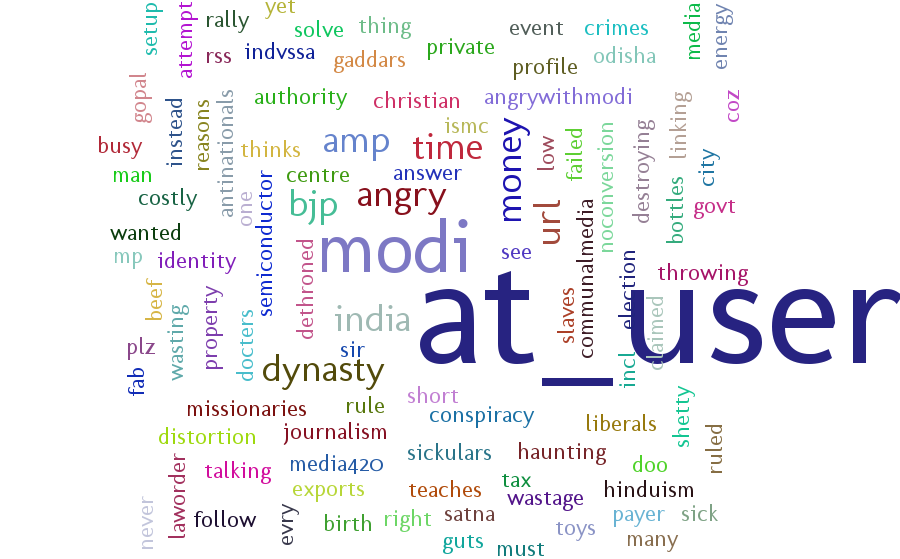 yet
rally
solve
thing
event
crimes
media
energy
setup
attempt
rss
indvssa
gaddars
private
profile
odisha
gopal
authority
christian
angrywithmodi
coz
instead
reasons
antinationals
thinks
amp
time
ismc
money
low
failed
noconversion
destroying
linking
busy
man
centre
answer
city
costly
one
semiconductor
bjp
angry
url
bottles
govt
wanted
mp
identity
modi
see
communalmedia
election
throwing
beef
wasting
property
docters
dethroned
india
at_user
slaves
claimed
plz
sir
fab
dynasty
incl
missionaries
rule
short
conspiracy
liberals
shetty
ruled
distortion
journalism
sickulars
haunting
laworder
talking
media420
doo
exports
teaches
tax
wastage
hinduism
never
follow
evry
birth
right
satna
toys
payer
sick
guts
must
many